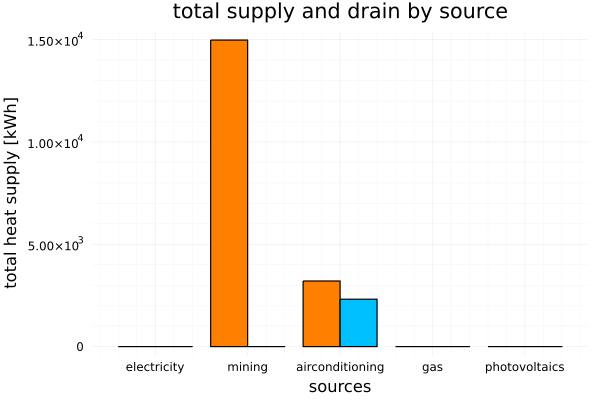 total supply and drain by source
total heat supply [kWh]
1.50×10⁴
1.00×10⁴
5.00×10³
0
electricity mining airconditioning gas photovoltaics
sources